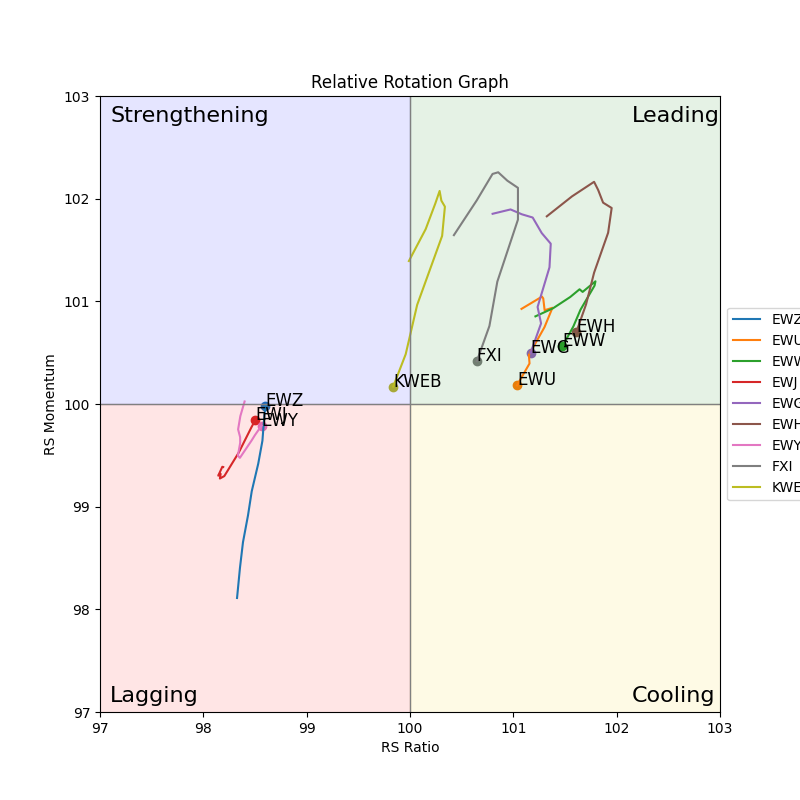 Relative Rotation Graph
103
102
101
100
99
98
97
RS Momentum
Strengthening
Leading
Lagging
Cooling
EWH
EWW
EWG
FXI
EWU
KWEB
EWZ
EWJ
EWY
97
98
99
100
101
102
103
RS Ratio
EWZ
EWU
EWW
EWJ
EWG
EWH
EWY
FXI
KWE